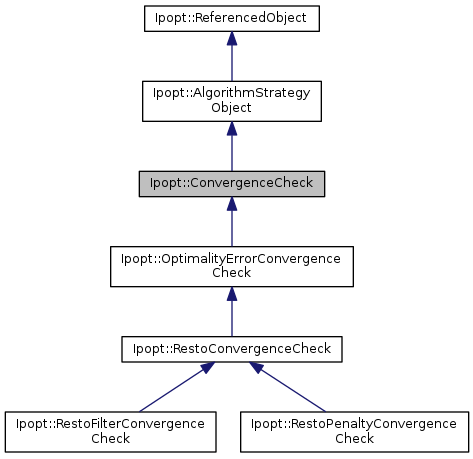 Ipopt::ReferencedObject
Ipopt::AlgorithmStrategy
Object
Ipopt::ConvergenceCheck
Ipopt::OptimalityErrorConvergence
Check
Ipopt::RestoConvergenceCheck
Ipopt::RestoFilterConvergence
Check
Ipopt::RestoPenaltyConvergence
Check